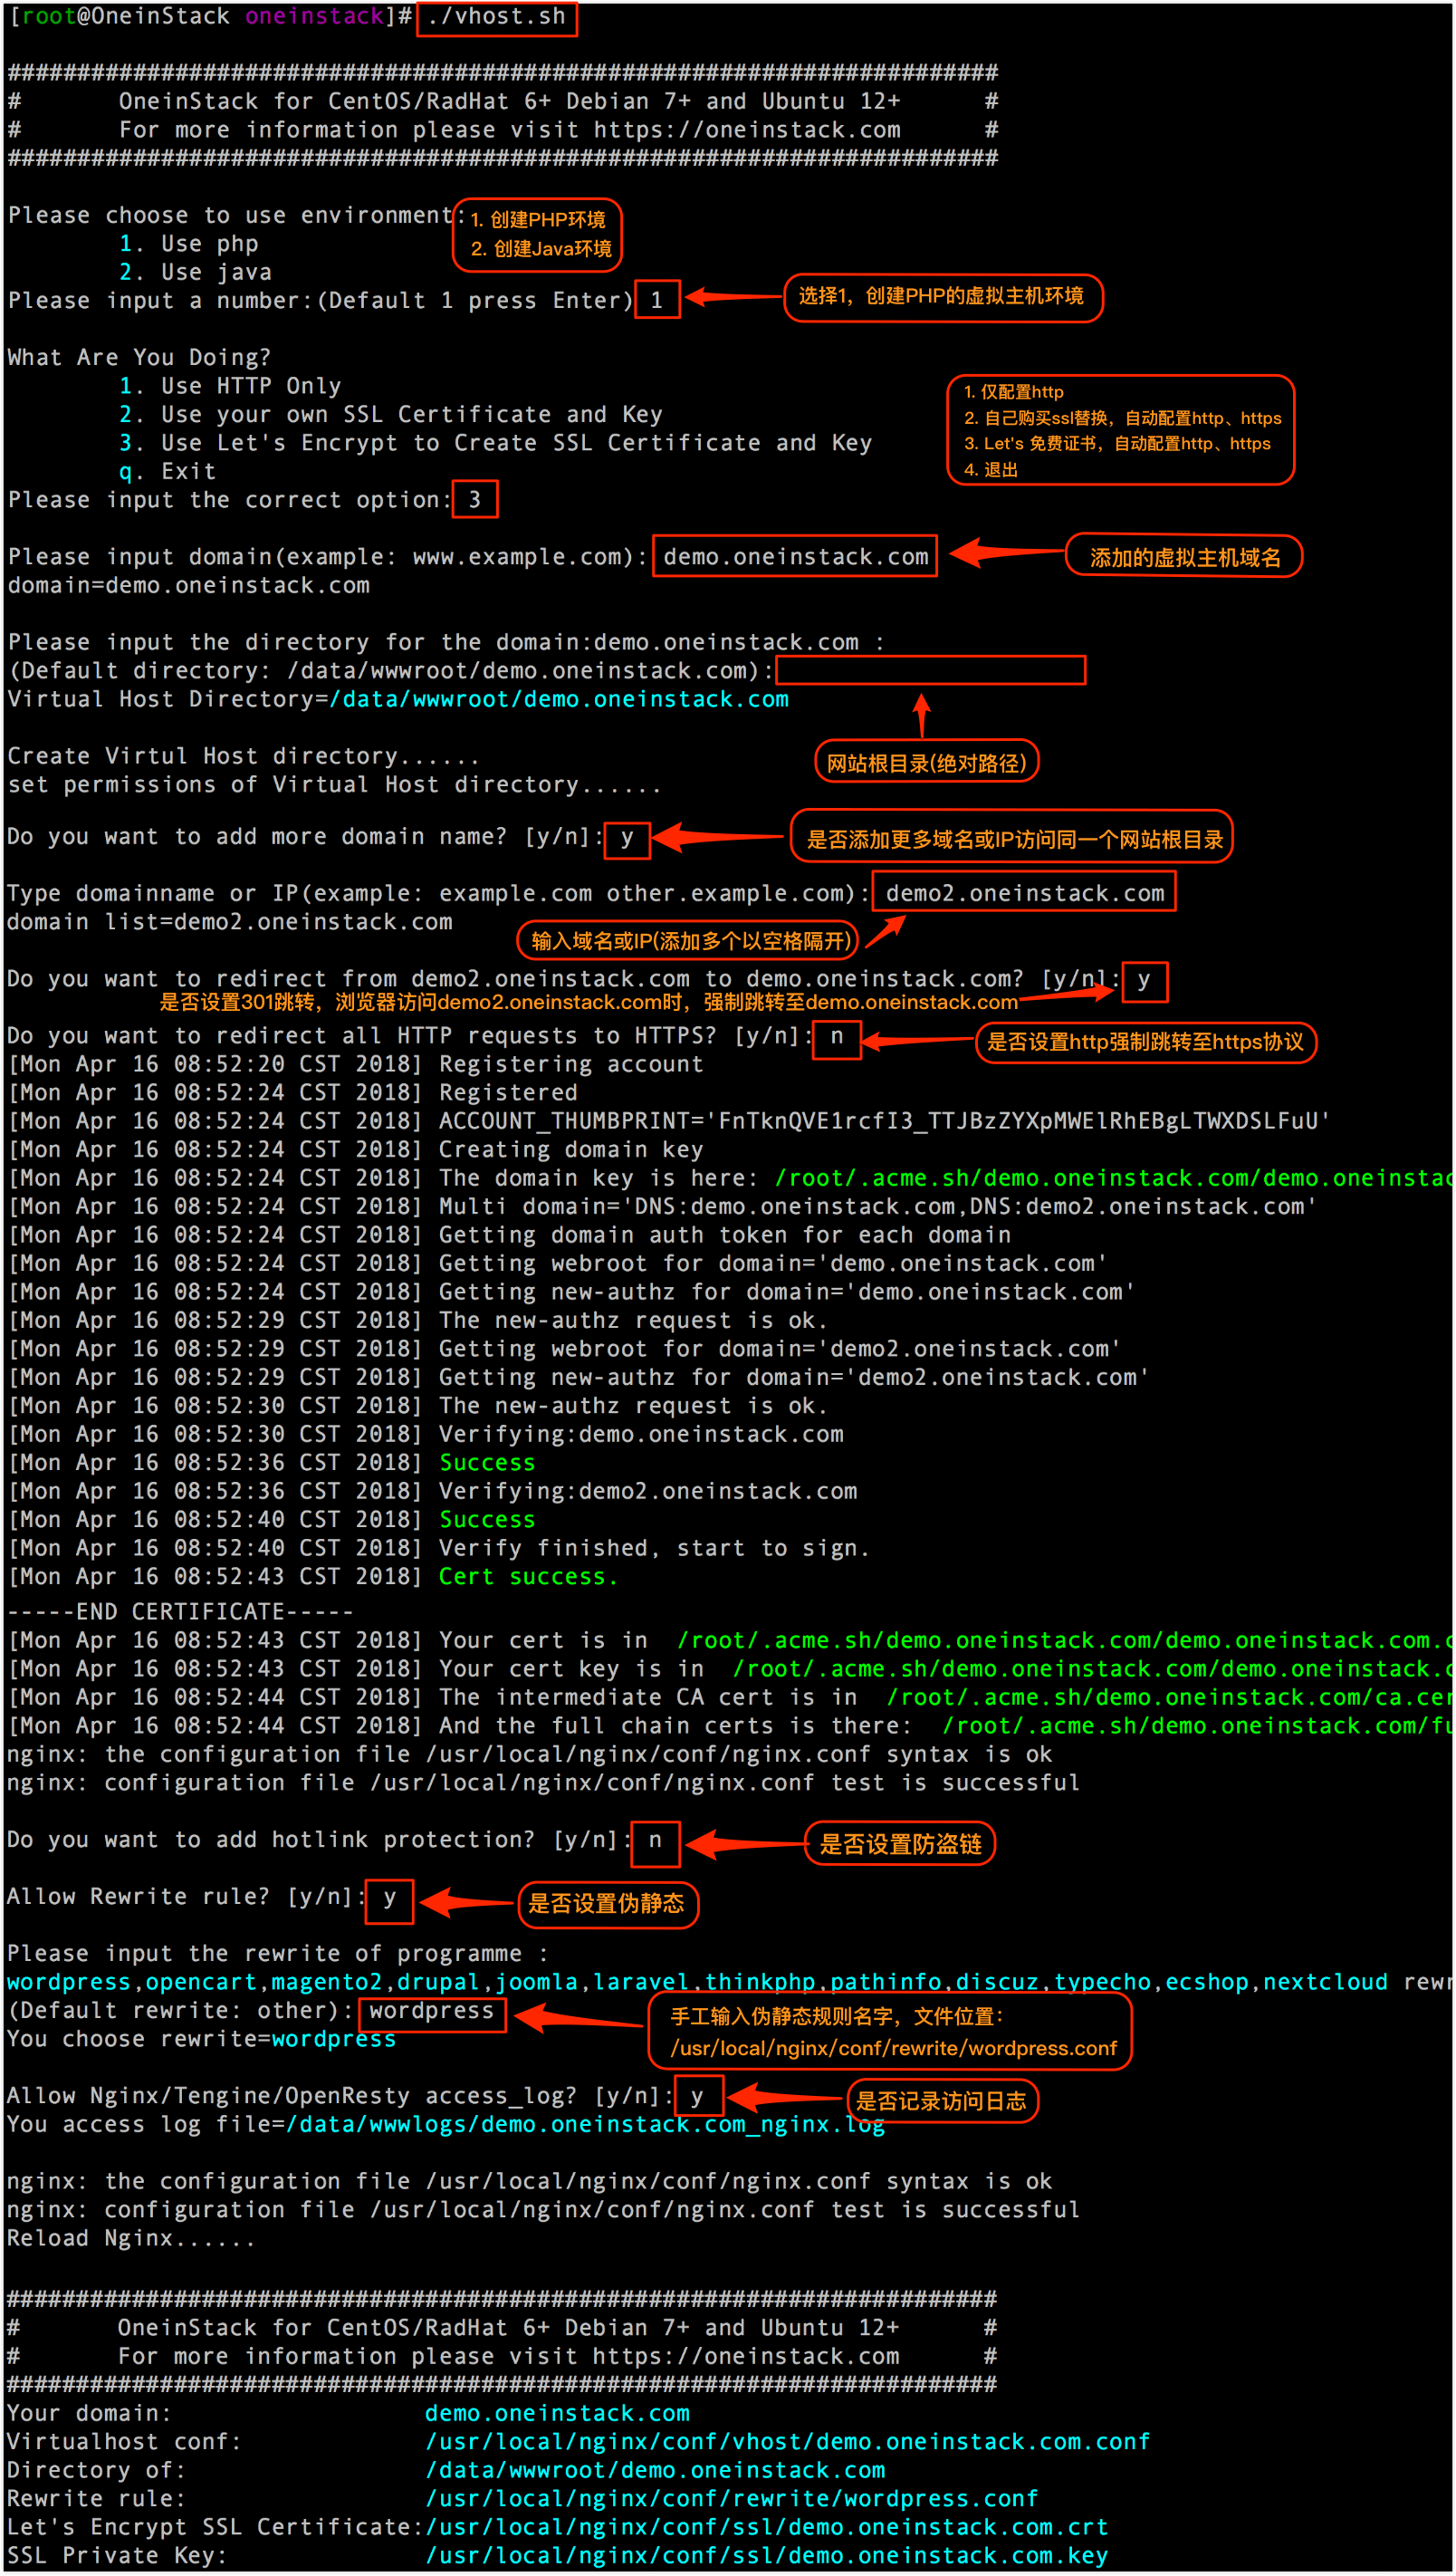 [root@OneinStack oneinstack]# ./vhost.sh
#######################################################################
#       OneinStack for CentOS/RadHat 6+ Debian 7+ and Ubuntu 12+      #
#       For more information please visit https://oneinstack.com      #
#######################################################################
Please choose to use environment:
1. 创建PHP环境
1. Use php
2. 创建Java环境
2. Use java
Please input a number:(Default 1 press Enter) 1
选择1，创建PHP的虚拟主机环境
What Are You Doing?
1. Use HTTP Only
2. Use your own SSL Certificate and Key
3. Use Let's Encrypt to Create SSL Certificate and Key
q. Exit
1. 仅配置http
2. 自己购买ssl替换，自动配置http、https
3. Let's 免费证书，自动配置http、https
4. 退出
Please input the correct option: 3
Please input domain(example: www.example.com): demo.oneinstack.com
添加的虚拟主机域名
domain=demo.oneinstack.com
Please input the directory for the domain:demo.oneinstack.com :
(Default directory: /data/wwwroot/demo.oneinstack.com):
Virtual Host Directory=/data/wwwroot/demo.oneinstack.com
网站根目录(绝对路径)
Create Virtul Host directory......
set permissions of Virtual Host directory......
Do you want to add more domain name? [y/n]: y
是否添加更多域名或IP访问同一个网站根目录
Type domainname or IP(example: example.com other.example.com): demo2.oneinstack.com
domain list=demo2.oneinstack.com
输入域名或IP(添加多个以空格隔开)
Do you want to redirect from demo2.oneinstack.com to demo.oneinstack.com? [y/n]: y
是否设置301跳转，浏览器访问demo2.oneinstack.com时，强制跳转至demo.oneinstack.com
Do you want to redirect all HTTP requests to HTTPS? [y/n]: n
是否设置http强制跳转至https协议
[Mon Apr 16 08:52:20 CST 2018] Registering account
[Mon Apr 16 08:52:24 CST 2018] Registered
[Mon Apr 16 08:52:24 CST 2018] ACCOUNT_THUMBPRINT='FnTknQVE1rcfI3_TTJBzZYXpMWElRhEBgLTWXDSLFuU'
[Mon Apr 16 08:52:24 CST 2018] Creating domain key
[Mon Apr 16 08:52:24 CST 2018] The domain key is here: /root/.acme.sh/demo.oneinstack.com/demo.oneinstac
[Mon Apr 16 08:52:24 CST 2018] Multi domain='DNS:demo.oneinstack.com,DNS:demo2.oneinstack.com'
[Mon Apr 16 08:52:24 CST 2018] Getting domain auth token for each domain
[Mon Apr 16 08:52:24 CST 2018] Getting webroot for domain='demo.oneinstack.com'
[Mon Apr 16 08:52:24 CST 2018] Getting new-authz for domain='demo.oneinstack.com'
[Mon Apr 16 08:52:29 CST 2018] The new-authz request is ok.
[Mon Apr 16 08:52:29 CST 2018] Getting webroot for domain='demo2.oneinstack.com'
[Mon Apr 16 08:52:29 CST 2018] Getting new-authz for domain='demo2.oneinstack.com'
[Mon Apr 16 08:52:30 CST 2018] The new-authz request is ok.
[Mon Apr 16 08:52:30 CST 2018] Verifying:demo.oneinstack.com
[Mon Apr 16 08:52:36 CST 2018] Success
[Mon Apr 16 08:52:36 CST 2018] Verifying:demo2.oneinstack.com
[Mon Apr 16 08:52:40 CST 2018] Success
[Mon Apr 16 08:52:40 CST 2018] Verify finished, start to sign.
[Mon Apr 16 08:52:43 CST 2018] Cert success.
-----END CERTIFICATE-----
[Mon Apr 16 08:52:43 CST 2018] Your cert is in  /root/.acme.sh/demo.oneinstack.com/demo.oneinstack.com.c
[Mon Apr 16 08:52:43 CST 2018] Your cert key is in  /root/.acme.sh/demo.oneinstack.com/demo.oneinstack.c
[Mon Apr 16 08:52:44 CST 2018] The intermediate CA cert is in  /root/.acme.sh/demo.oneinstack.com/ca.cer
[Mon Apr 16 08:52:44 CST 2018] And the full chain certs is there:  /root/.acme.sh/demo.oneinstack.com/fu
nginx: the configuration file /usr/local/nginx/conf/nginx.conf syntax is ok
nginx: configuration file /usr/local/nginx/conf/nginx.conf test is successful
Do you want to add hotlink protection? [y/n]: n
是否设置防盗链
Allow Rewrite rule? [y/n]: y
是否设置伪静态
Please input the rewrite of programme :
wordpress,opencart,magento2,drupal,joomla,laravel,thinkphp,pathinfo,discuz,typecho,ecshop,nextcloud rewr
(Default rewrite: other): wordpress
手工输入伪静态规则名字，文件位置：
/usr/local/nginx/conf/rewrite/wordpress.conf
You choose rewrite=wordpress
Allow Nginx/Tengine/OpenResty access_log? [y/n]: y
是否记录访问日志
You access log file=/data/wwwlogs/demo.oneinstack.com_nginx.log
nginx: the configuration file /usr/local/nginx/conf/nginx.conf syntax is ok
nginx: configuration file /usr/local/nginx/conf/nginx.conf test is successful
Reload Nginx......
#######################################################################
#       OneinStack for CentOS/RadHat 6+ Debian 7+ and Ubuntu 12+      #
#       For more information please visit https://oneinstack.com      #
#######################################################################
Your domain:                  demo.oneinstack.com
Virtualhost conf:             /usr/local/nginx/conf/vhost/demo.oneinstack.com.conf
Directory of:                 /data/wwwroot/demo.oneinstack.com
Rewrite rule:                 /usr/local/nginx/conf/rewrite/wordpress.conf
Let's Encrypt SSL Certificate:/usr/local/nginx/conf/ssl/demo.oneinstack.com.crt
SSL Private Key:              /usr/local/nginx/conf/ssl/demo.oneinstack.com.key